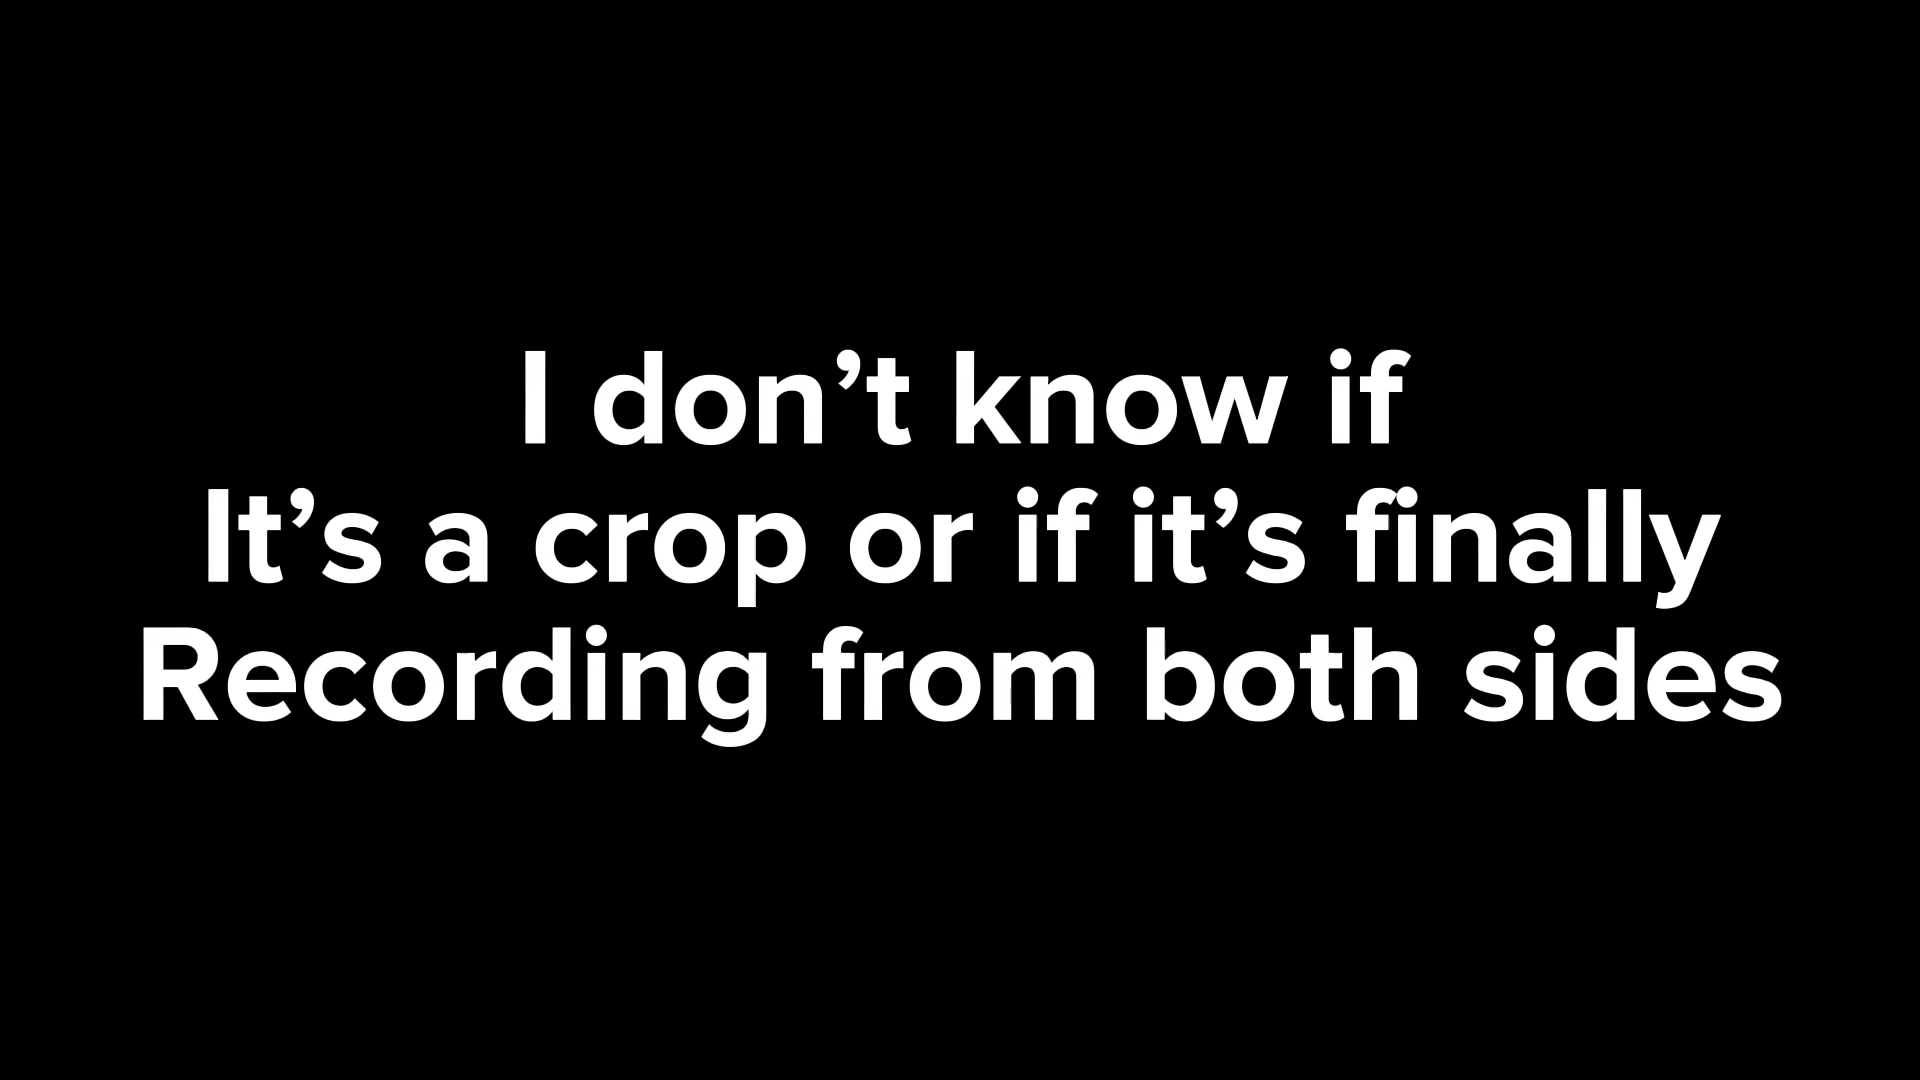 I don’t know if
It’s a crop or if it’s finally
Recording from both sides